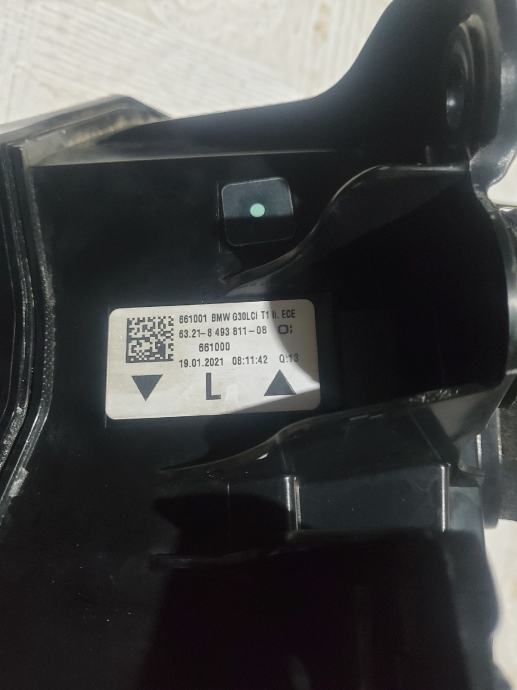 661001 BMW G30LCI T1 li. ECE
63.21-8 493 811-08
661000
19.01.2021 08:11:42 Q:13
L